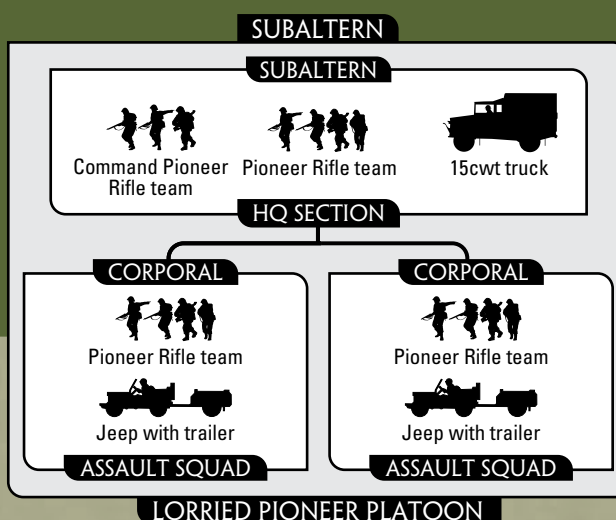 SUBALTERN
SUBALTERN
Command Pioneer
Rifle team
Pioneer Rifle team
15cwt truck
HQ SECTION
CORPORAL
Pioneer Rifle team
Jeep with trailer
ASSAULT SQUAD
CORPORAL
Pioneer Rifle team
Jeep with trailer
ASSAULT SQUAD
LORRIED PIONEER PLATOON